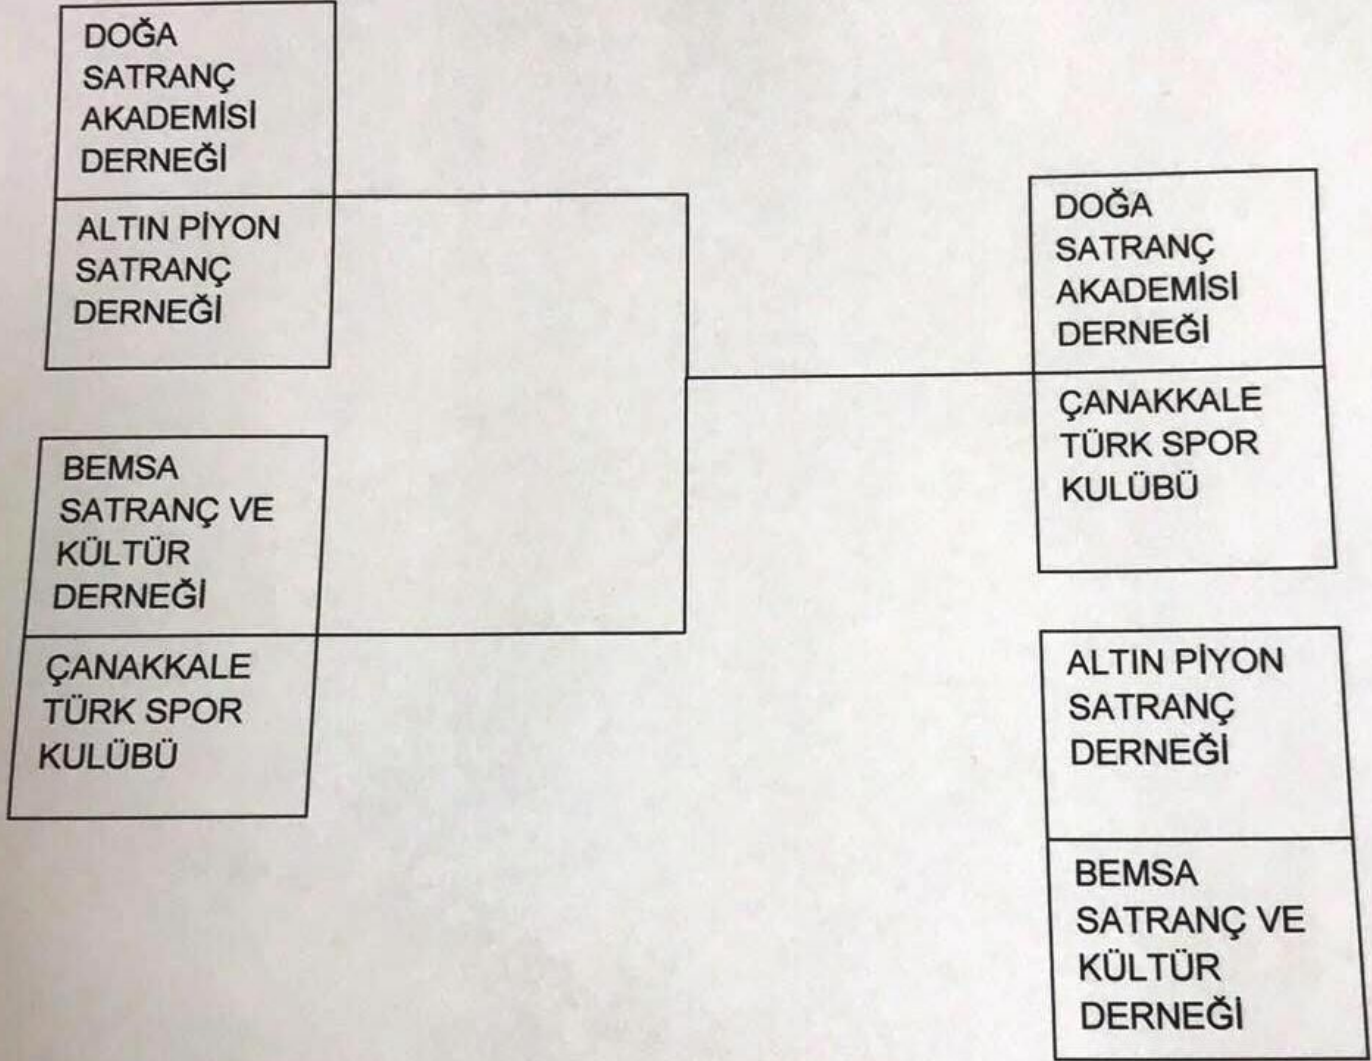 DOĞA
SATRANÇ
AKADEMİSİ
DERNEĞİ
ALTIN PİYON
SATRANÇ
DERNEĞİ
BEMSA
SATRANÇ VE
KÜLTÜR
DERNEĞİ
ÇANAKKALE
TÜRK SPOR
KULÜBÜ
DOĞA
SATRANÇ
AKADEMİSİ
DERNEĞİ
ÇANAKKALE
TÜRK SPOR
KULÜBÜ
ALTIN PİYON
SATRANÇ
DERNEĞİ
BEMSA
SATRANÇ VE
KÜLTÜR
DERNEĞİ